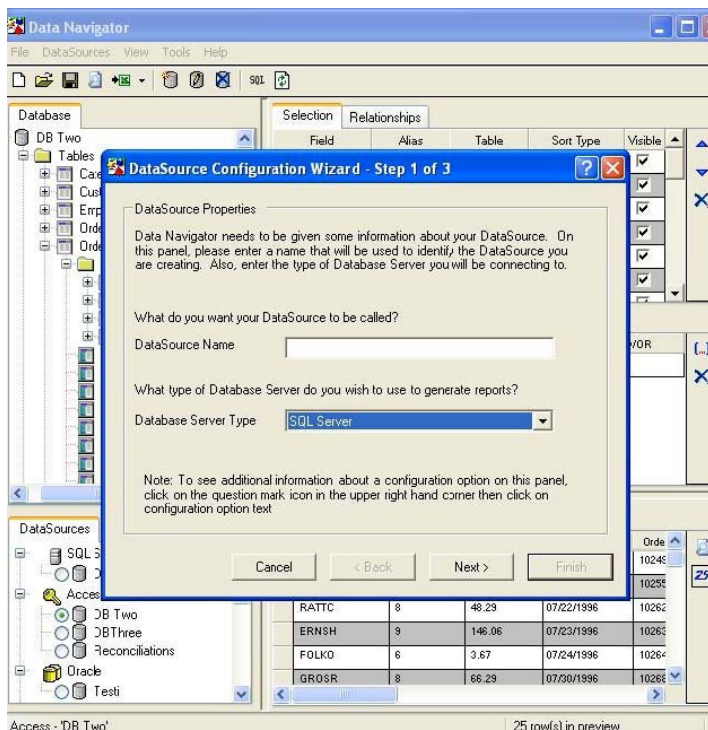 Data Navigator
File DataSources View Tools Help
SQL
Database
DB Two
Tables
Selection Relationships
Field Alias Table Sort Type Visible
DataSource Configuration Wizard - Step 1 of 3
DataSource Properties
Data Navigator needs to be given some information about your DataSource. On
this panel, please enter a name that will be used to identify the DataSource you
are creating. Also, enter the type of Database Server you will be connecting to.
What do you want your DataSource to be called?
DataSource Name
What type of Database Server do you wish to use to generate reports?
Database Server Type SQL Server
Note: To see additional information about a configuration option on this panel,
click on the question mark icon in the upper right hand corner then click on
configuration option text
Cancel < Back Next > Finish
DataSources
DB Two
DBThree
Reconciliations
Oracle
Testi
Orde
RATTC 8 48.29 07/22/1996 10262
ERNSH 9 146.06 07/23/1996 10263
FOLKO 6 3.67 07/24/1996 10264
GROSR 8 66.29 07/30/1996 10268
Access - 'DB Two' 25 row(s) in preview